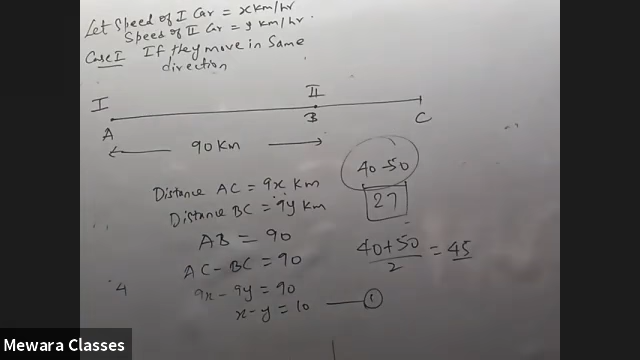 Let Speed of I Car = x km/hr
Speed of II Car = y km/hr.
Case I If they move in Same
direction
I
II
A
B
C
90 Km
40-50
27
Distance AC = 9x Km
Distance BC = 9y Km
AB = 90
AC - BC = 90
9x - 9y = 90
x - y = 10 — 1
40+50
2
= 45
4
Mewara Classes